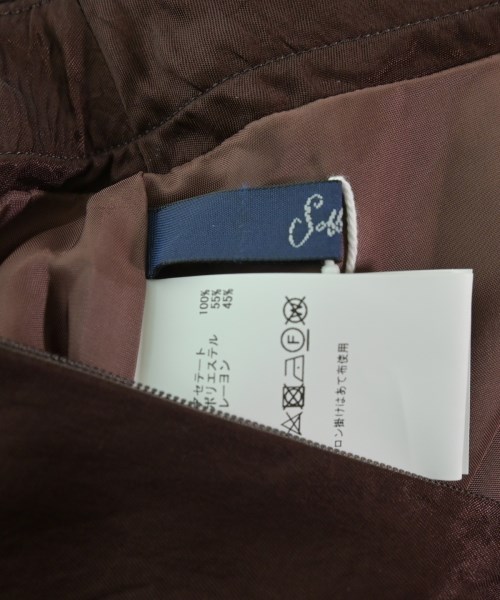 アセテート 100%
ポリエステル 55%
レーヨン 45%
F
W
ロン掛けはあて布使用